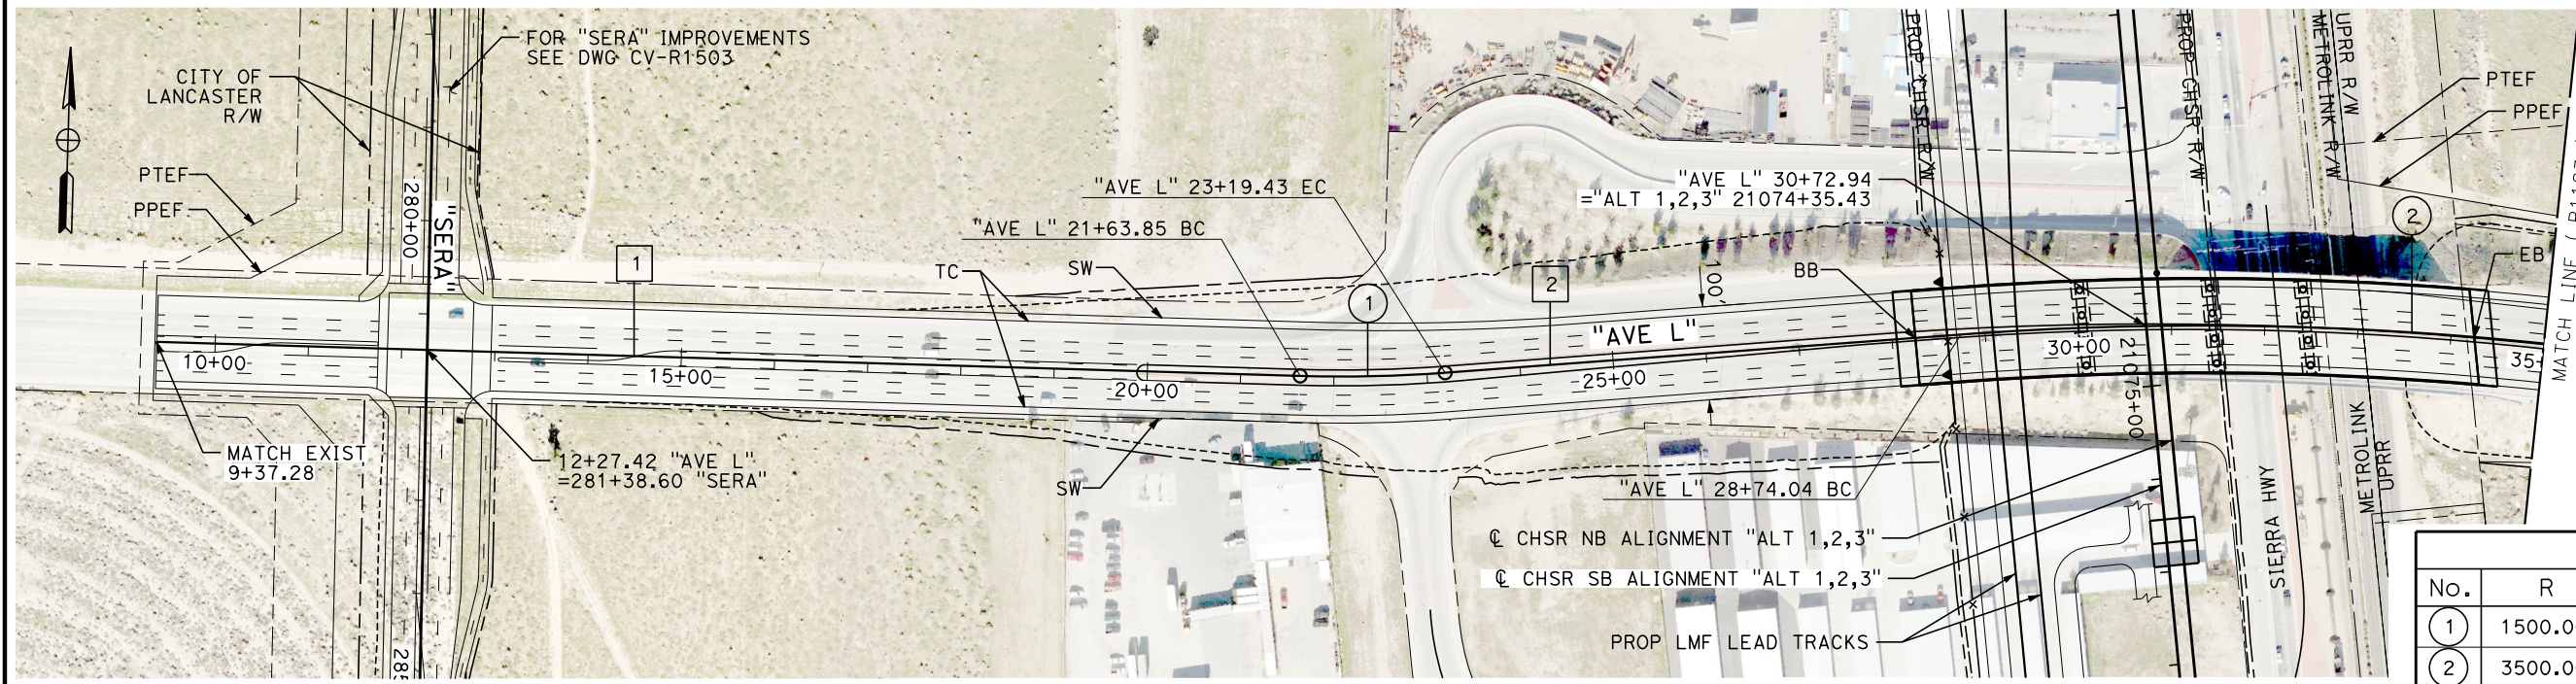 FOR "SERA" IMPROVEMENTS
SEE DWG CV-R1503
CITY OF
LANCASTER
R/W
PTEF
PPEF
280+00
"SERA"
1
TC
SW
"AVE L" 23+19.43 EC
"AVE L" 21+63.85 BC
1
2
"AVE L" 30+72.94
="ALT 1,2,3" 21074+35.43
100'
BB
"AVE L"
PROP CHSR R/W
PROP CHSR R/W
METROLINK R/W
UPRR R/W
PTEF
PPEF
2
EB
10+00
15+00
20+00
25+00
30+00
35+
21075+00
MATCH EXIST
9+37.28
12+27.42 "AVE L"
=281+38.60 "SERA"
SW
"AVE L" 28+74.04 BC
℄ CHSR NB ALIGNMENT "ALT 1,2,3"
℄ CHSR SB ALIGNMENT "ALT 1,2,3"
PROP LMF LEAD TRACKS
SIERRA HWY
METROLINK
UPRR
285
MATCH LINE
No. R
1 1500.0
2 3500.0